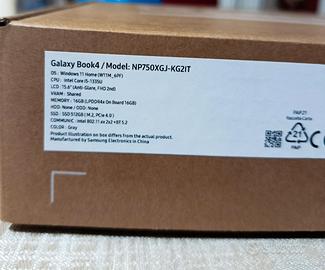 Galaxy Book4 / Model: NP750XGJ-KG2IT
OS : Windows 11 Home (W11M_6PF)
CPU : Intel Core i5-1335U
LCD : 15.6" (Anti-Glare, FHD 2nd)
VRAM : Shared
MEMORY : 16GB (LPDDR4x On Board 16GB)
HDD: None / ODD: None
SSD : SSD 512GB ( M.2, PCIe 4.0 )
COMMUNIC : Intel 802.11 ax 2x2 +BT 5.2
COLOR : Gray
Product illustration on box differs from the actual product.
Manufactured by Samsung Electronics in China
PAP21
Raccolta Carta
21
PAP